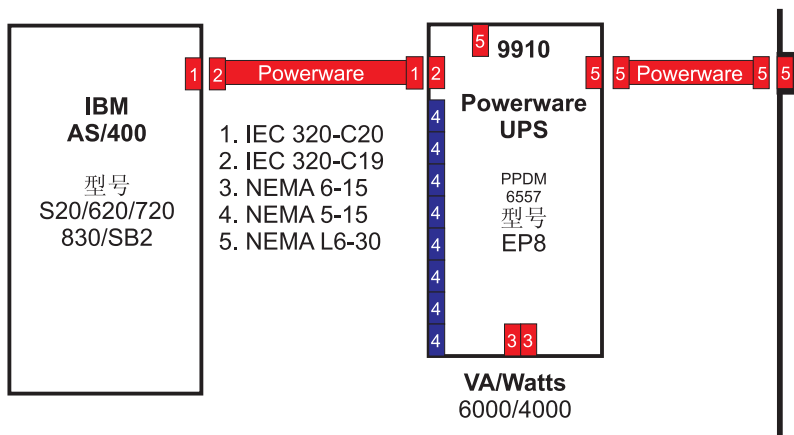 IBM
AS/400
型号
S20/620/720
830/SB2
1
2 Powerware 1
1. IEC 320-C20
2. IEC 320-C19
3. NEMA 6-15
4. NEMA 5-15
5. NEMA L6-30
5
9910
2
5
Powerware
UPS
PPDM
6557
型号
EP8
4
4
4
4
4
4
4
4
3 3
VA/Watts
6000/4000
5 Powerware 5
5